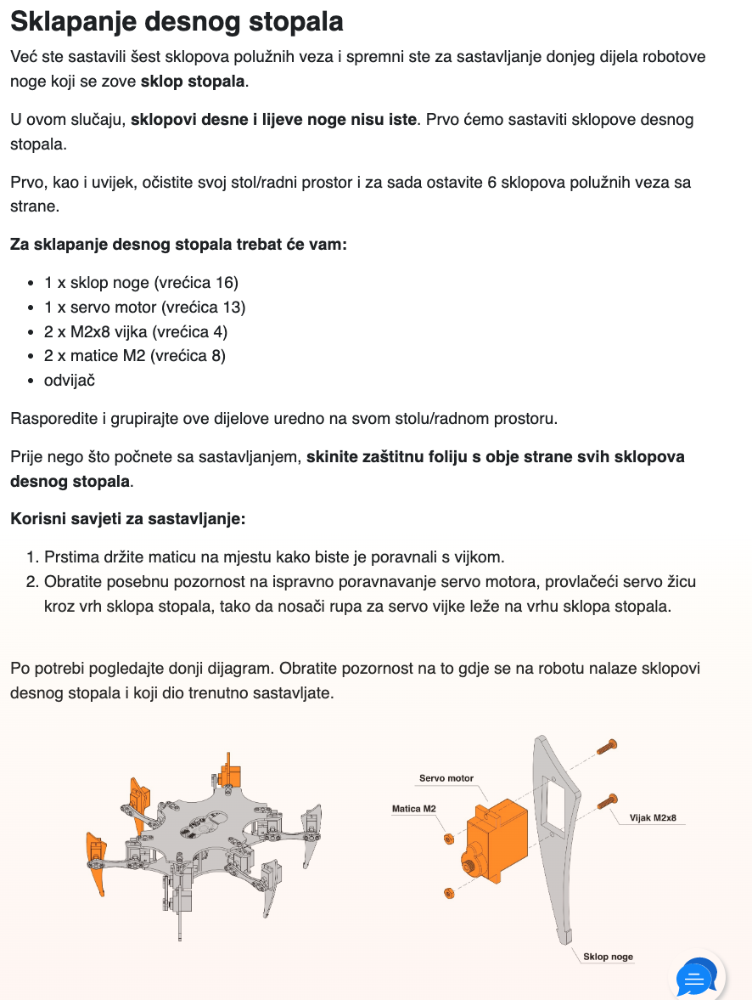 Sklapanje desnog stopala
Već ste sastavili šest sklopova polužnih veza i spremni ste za sastavljanje donjeg dijela robotove
noge koji se zove sklop stopala.
U ovom slučaju, sklopovi desne i lijeve noge nisu iste. Prvo ćemo sastaviti sklopove desnog
stopala.
Prvo, kao i uvijek, očistite svoj stol/radni prostor i za sada ostavite 6 sklopova polužnih veza sa
strane.
Za sklapanje desnog stopala trebat će vam:
• 1 x sklop noge (vrećica 16)
• 1 x servo motor (vrećica 13)
• 2 x M2x8 vijka (vrećica 4)
• 2 x matice M2 (vrećica 8)
• odvijač
Rasporedite i grupirajte ove dijelove uredno na svom stolu/radnom prostoru.
Prije nego što počnete sa sastavljanjem, skinite zaštitnu foliju s obje strane svih sklopova
desnog stopala.
Korisni savjeti za sastavljanje:
1. Prstima držite maticu na mjestu kako biste je poravnali s vijkom.
2. Obratite posebnu pozornost na ispravno poravnavanje servo motora, provlačeći servo žicu
kroz vrh sklopa stopala, tako da nosači rupa za servo vijke leže na vrhu sklopa stopala.
Po potrebi pogledajte donji dijagram. Obratite pozornost na to gdje se na robotu nalaze sklopovi
desnog stopala i koji dio trenutno sastavljate.
Servo motor
Matica M2
Vijak M2x8
Sklop noge